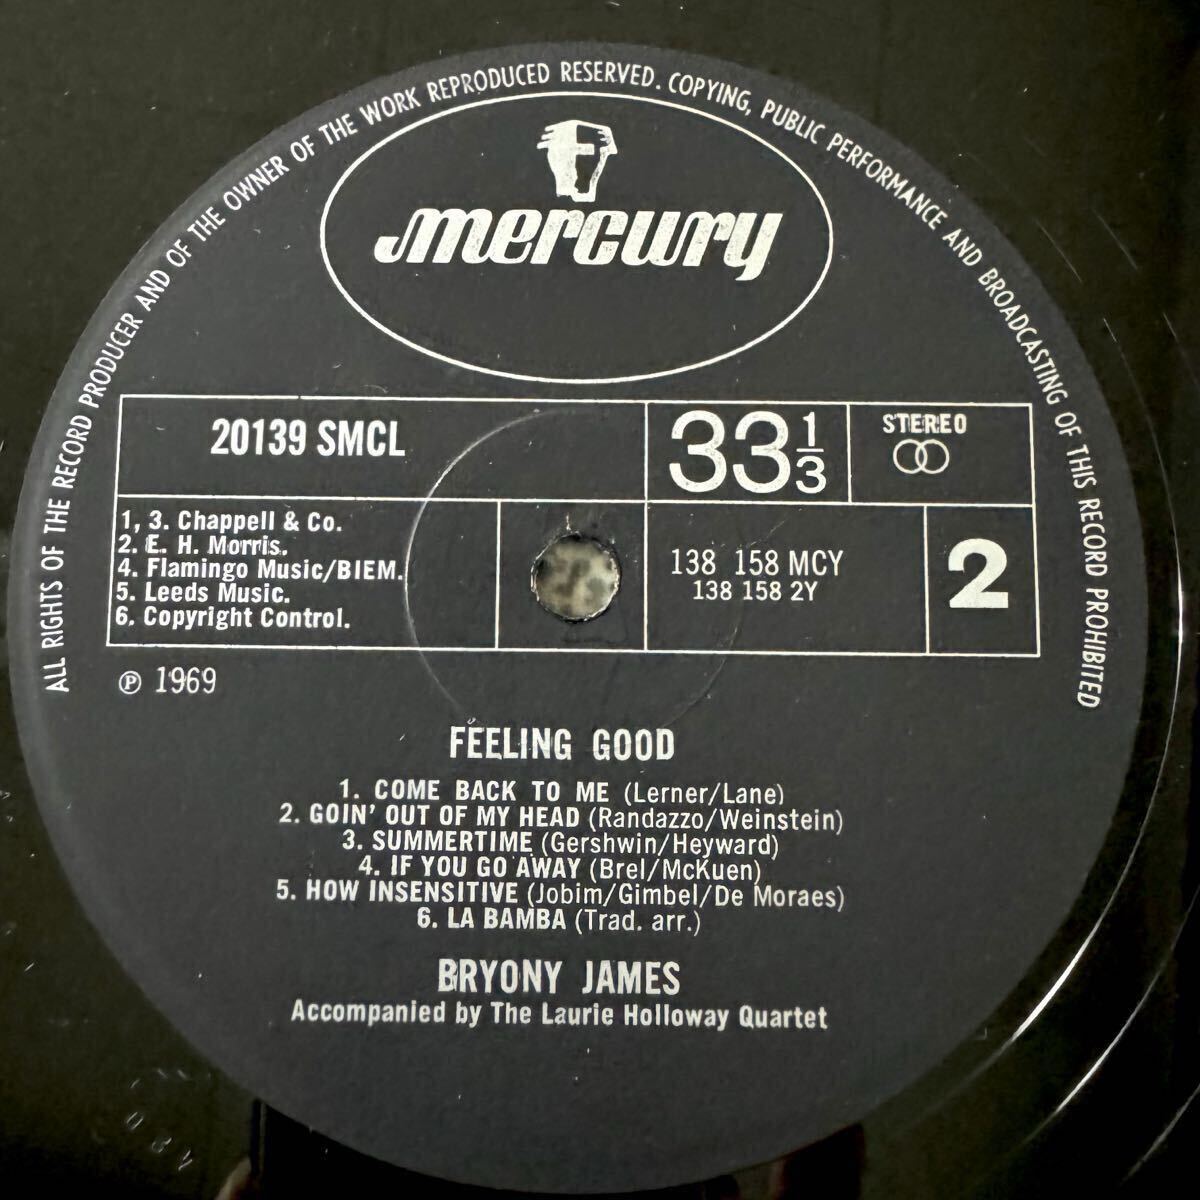 ALL RIGHTS OF THE RECORD PRODUCER AND OF THE OWNER OF THE WORK REPRODUCED RESERVED. COPYING, PUBLIC PERFORMANCE AND BROADCASTING OF THIS RECORD PROHIBITED
mercury
20139 SMCL
33 1/3
STEREO
1, 3. Chappell & Co.
2. E. H. Morris.
4. Flamingo Music/BIEM.
5. Leeds Music.
6. Copyright Control.
138 158 MCY
138 158 2Y
2
℗ 1969
FEELING GOOD
1. COME BACK TO ME (Lerner/Lane)
2. GOIN' OUT OF MY HEAD (Randazzo/Weinstein)
3. SUMMERTIME (Gershwin/Heyward)
4. IF YOU GO AWAY (Brel/McKuen)
5. HOW INSENSITIVE (Jobim/Gimbel/De Moraes)
6. LA BAMBA (Trad. arr.)
BRYONY JAMES
Accompanied by The Laurie Holloway Quartet